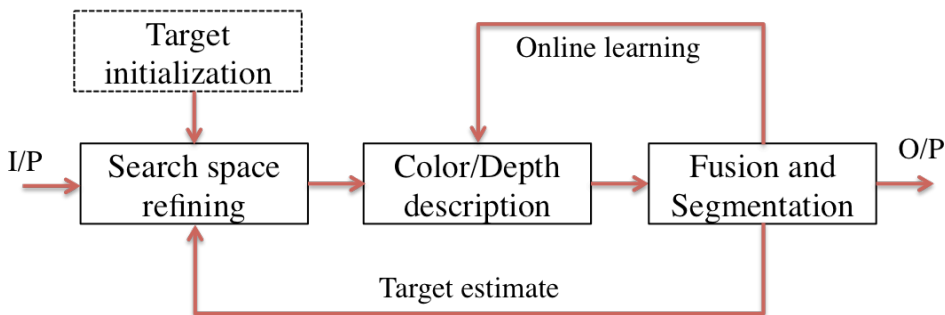 Target
initialization
Online learning
I/P
Search space
refining
Color/Depth
description
Fusion and
Segmentation
O/P
Target estimate